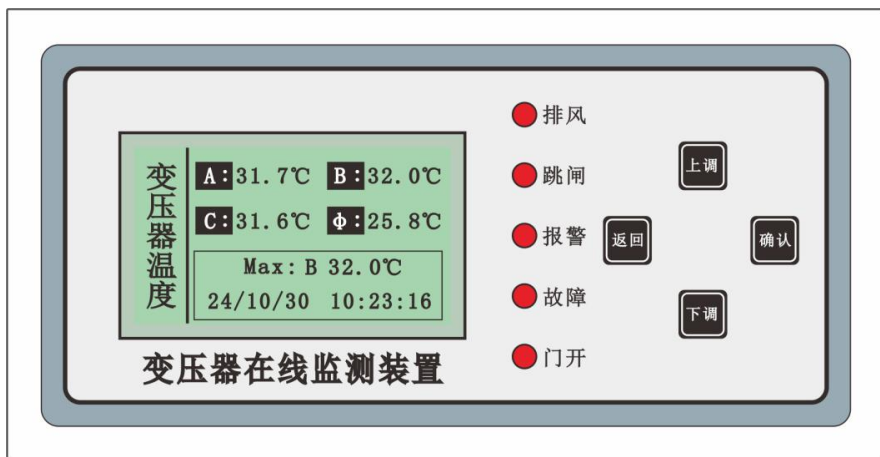 变压器温度
A:31.7℃ B:32.0℃
C:31.6℃ Φ:25.8℃
Max: B 32.0℃
24/10/30 10:23:16
变压器在线监测装置
排风
跳闸
报警
故障
门开
上调
返回
确认
下调